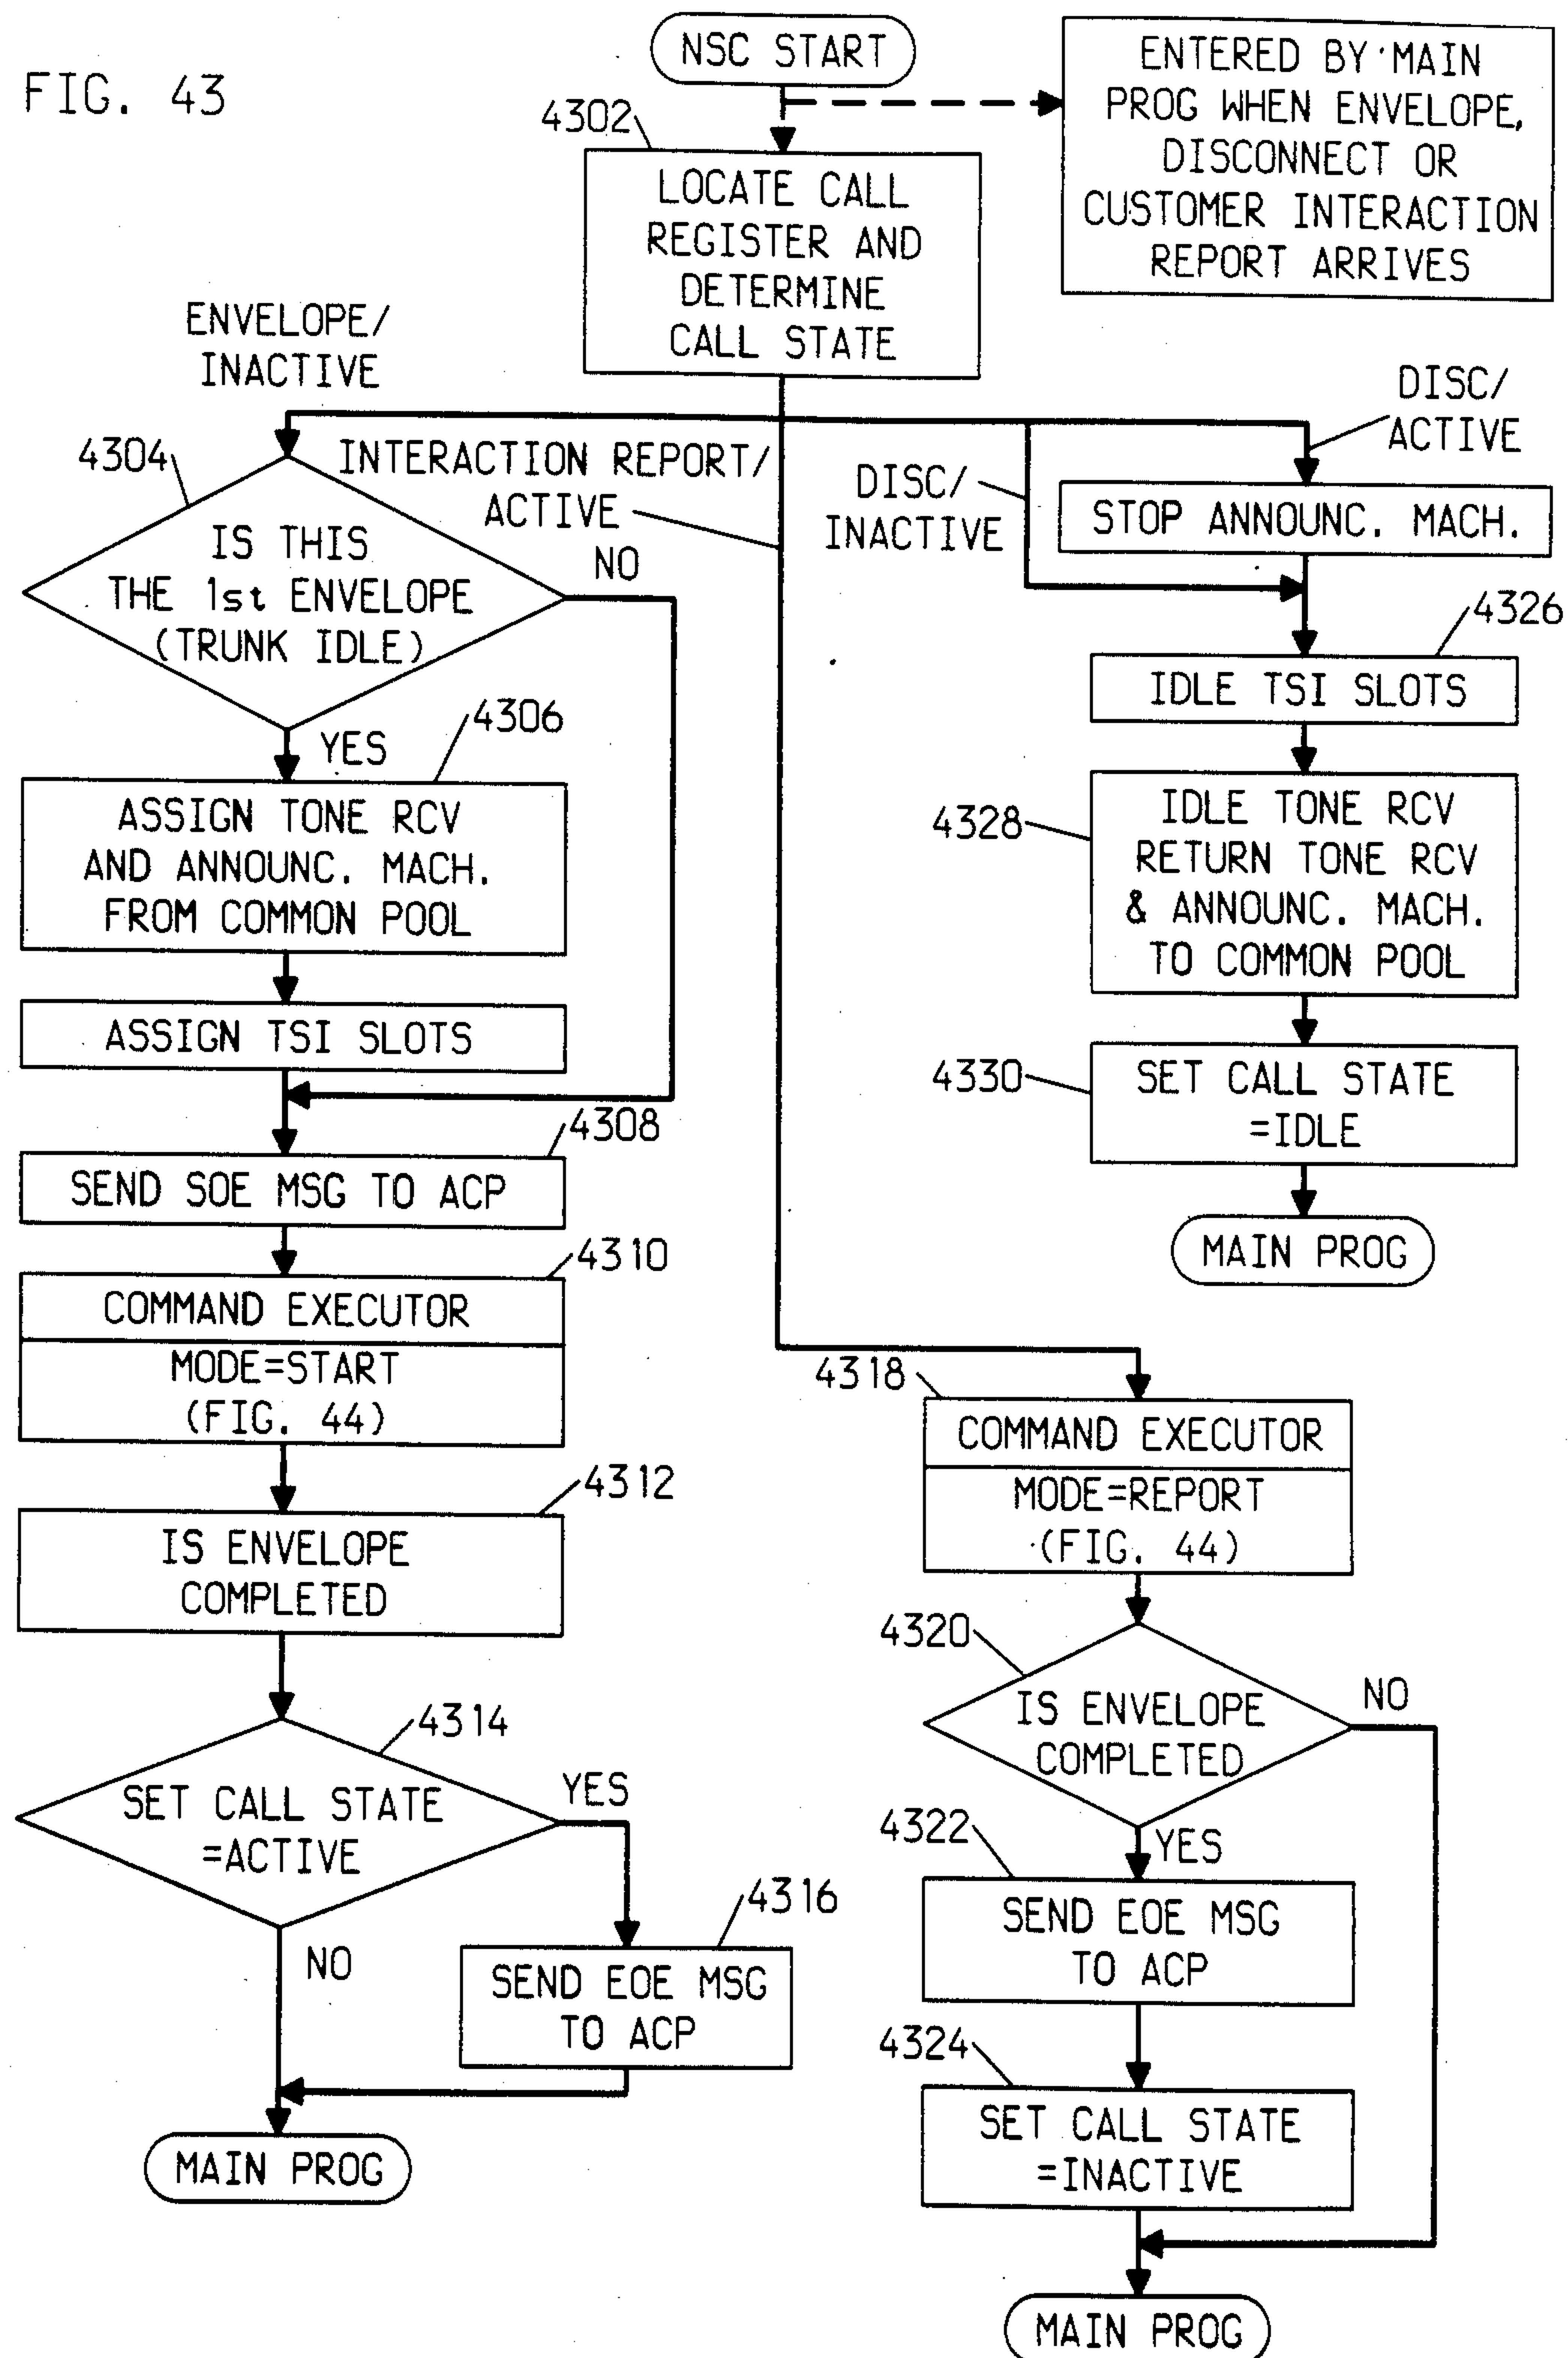 FIG. 43
NSC START
ENTERED BY MAIN
PROG WHEN ENVELOPE,
DISCONNECT OR
CUSTOMER INTERACTION
REPORT ARRIVES
4302
LOCATE CALL
REGISTER AND
DETERMINE
CALL STATE
ENVELOPE/
INACTIVE
INTERACTION REPORT/
ACTIVE
DISC/
INACTIVE
DISC/
ACTIVE
4304
IS THIS
THE 1st ENVELOPE
(TRUNK IDLE)
NO
YES
4306
ASSIGN TONE RCV
AND ANNOUNC. MACH.
FROM COMMON POOL
ASSIGN TSI SLOTS
4308
SEND SOE MSG TO ACP
4310
COMMAND EXECUTOR
MODE=START
(FIG. 44)
4312
IS ENVELOPE
COMPLETED
4314
SET CALL STATE
=ACTIVE
YES
NO
4316
SEND EOE MSG
TO ACP
MAIN PROG
STOP ANNOUNC. MACH.
4326
IDLE TSI SLOTS
4328
IDLE TONE RCV
RETURN TONE RCV
& ANNOUNC. MACH.
TO COMMON POOL
4330
SET CALL STATE
=IDLE
MAIN PROG
4318
COMMAND EXECUTOR
MODE=REPORT
(FIG. 44)
4320
IS ENVELOPE
COMPLETED
NO
YES
4322
SEND EOE MSG
TO ACP
4324
SET CALL STATE
=INACTIVE
MAIN PROG